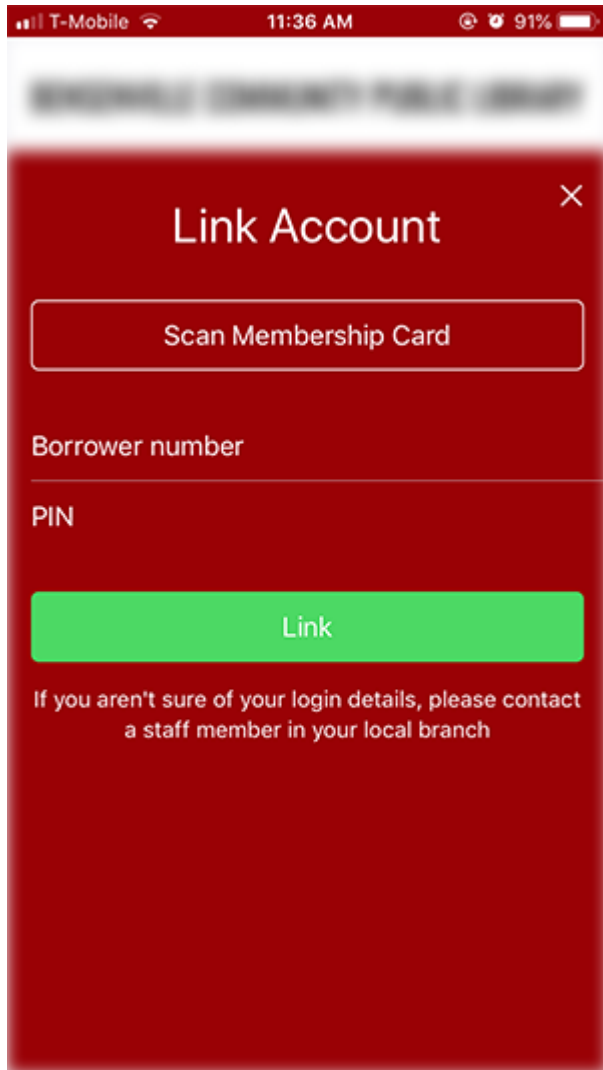 T-Mobile 11:36 AM 91%
Link Account
Scan Membership Card
Borrower number
PIN
Link
If you aren't sure of your login details, please contact
a staff member in your local branch